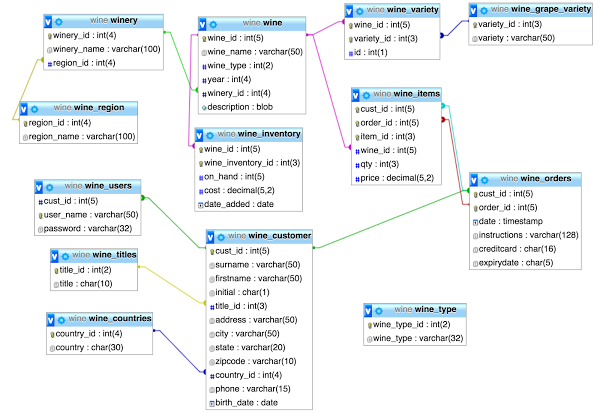 wine winery
winery_id : int(4)
winery_name : varchar(100)
region_id : int(4)
wine wine
wine_id : int(5)
wine_name : varchar(50)
wine_type : int(2)
year : int(4)
winery_id : int(4)
description : blob
wine wine_variety
wine_id : int(5)
variety_id : int(3)
id : int(1)
wine wine_grape_variety
variety_id : int(3)
variety : varchar(50)
wine wine_region
region_id : int(4)
region_name : varchar(100)
wine wine_inventory
wine_id : int(5)
wine_inventory_id : int(3)
on_hand : int(5)
cost : decimal(5,2)
date_added : date
wine wine_items
cust_id : int(5)
order_id : int(5)
item_id : int(3)
wine_id : int(5)
qty : int(3)
price : decimal(5,2)
wine wine_orders
cust_id : int(5)
order_id : int(5)
date : timestamp
instructions : varchar(128)
creditcard : char(16)
expirydate : char(5)
wine wine_users
cust_id : int(5)
user_name : varchar(50)
password : varchar(32)
wine wine_titles
title_id : int(2)
title : char(10)
wine wine_countries
country_id : int(4)
country : char(30)
wine wine_customer
cust_id : int(5)
surname : varchar(50)
firstname : varchar(50)
initial : char(1)
title_id : int(3)
address : varchar(50)
city : varchar(50)
state : varchar(20)
zipcode : varchar(10)
country_id : int(4)
phone : varchar(15)
birth_date : date
wine wine_type
wine_type_id : int(2)
wine_type : varchar(32)